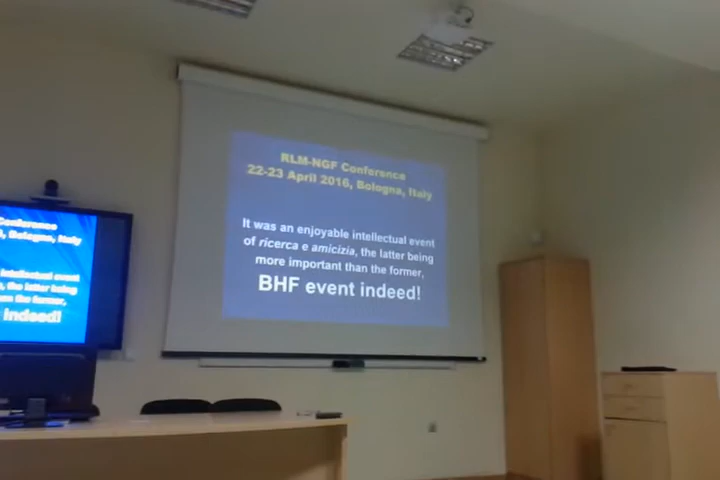 RLM-NGF Conference
22-23 April 2016, Bologna, Italy
It was an enjoyable intellectual event
of ricerca e amicizia, the latter being
more important than the former,
BHF event indeed!
Conference
, Bologna, Italy
intellectual event
, the latter being
the former,
indeed!